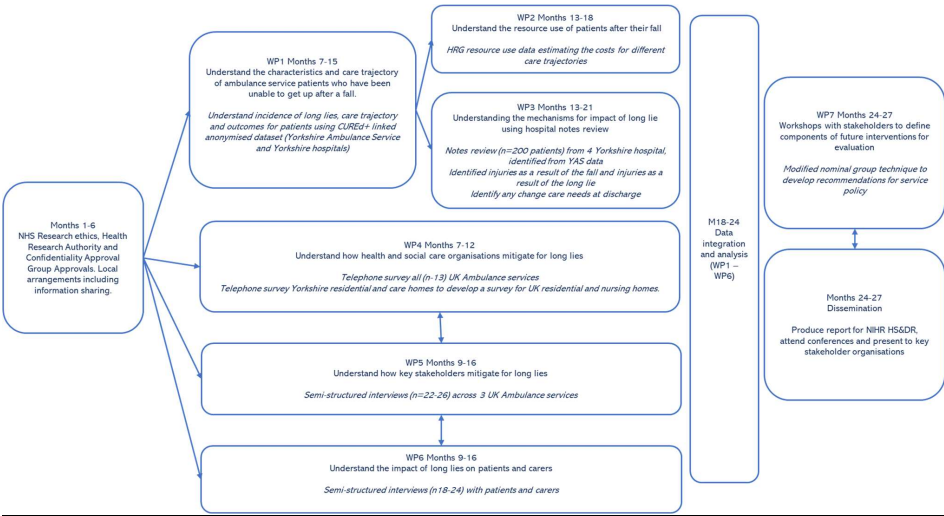 Months 1-6
NHS Research ethics, Health
Research Authority and
Confidentiality Approval
Group Approvals. Local
arrangements including
information sharing.
WP1 Months 7-15
Understand the characteristics and care trajectory
of ambulance service patients who have been
unable to get up after a fall.
Understand incidence of long lies, care trajectory
and outcomes for patients using CUREd+ linked
anonymised dataset (Yorkshire Ambulance Service
and Yorkshire hospitals)
WP2 Months 13-18
Understand the resource use of patients after their fall
HRG resource use data estimating the costs for different
care trajectories
WP3 Months 13-21
Understanding the mechanisms for impact of long lie
using hospital notes review
Notes review (n=200 patients) from 4 Yorkshire hospital,
identified from YAS data
Identified injuries as a result of the fall and injuries as a
result of the long lie
Identify any change care needs at discharge
WP4 Months 7-12
Understand how health and social care organisations mitigate for long lies
Telephone survey all (n-13) UK Ambulance services
Telephone survey Yorkshire residential and care homes to develop a survey for UK residential and nursing homes.
WP5 Months 9-16
Understand how key stakeholders mitigate for long lies
Semi-structured interviews (n=22-26) across 3 UK Ambulance services
WP6 Months 9-16
Understand the impact of long lies on patients and carers
Semi-structured interviews (n18-24) with patients and carers
M18-24
Data
integration
and analysis
(WP1 –
WP6)
WP7 Months 24-27
Workshops with stakeholders to define
components of future interventions for
evaluation
Modified nominal group technique to
develop recommendations for service
policy
Months 24-27
Dissemination
Produce report for NIHR HS&DR,
attend conferences and present to key
stakeholder organisations